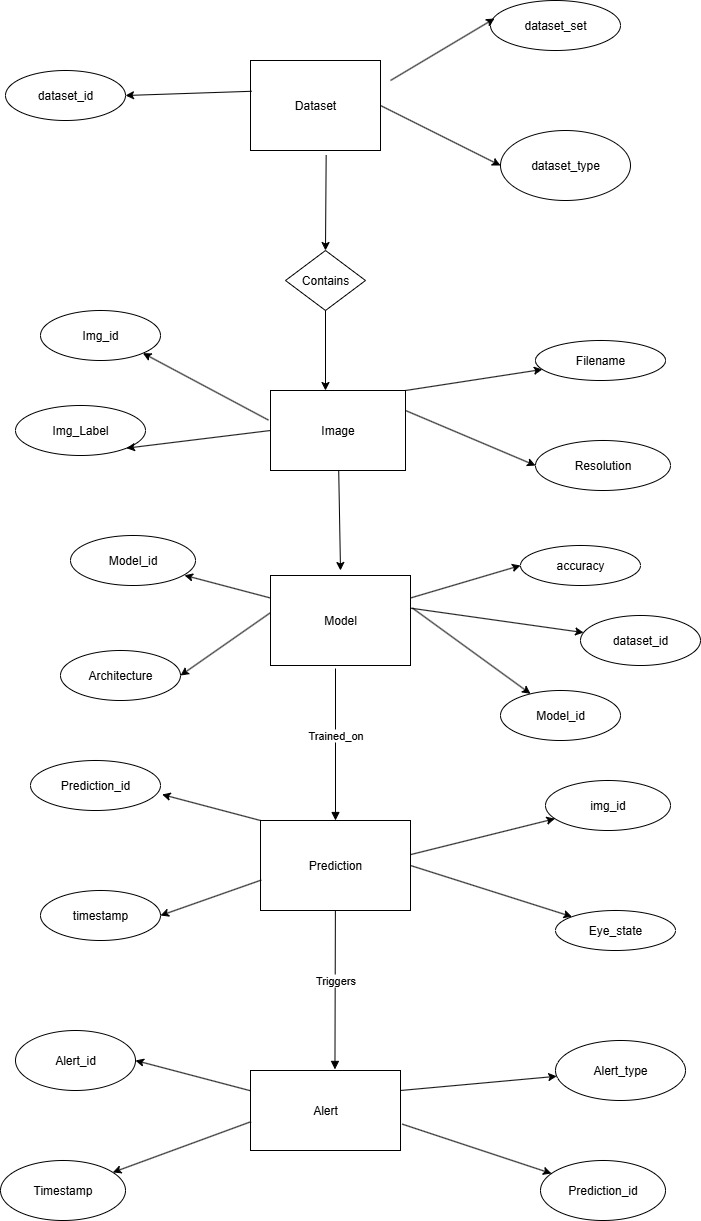 dataset_set
dataset_id
Dataset
dataset_type
Contains
Img_id
Filename
Img_Label
Image
Resolution
Model_id
accuracy
Model
dataset_id
Architecture
Model_id
Trained_on
Prediction_id
img_id
Prediction
timestamp
Eye_state
Triggers
Alert_id
Alert_type
Alert
Timestamp
Prediction_id